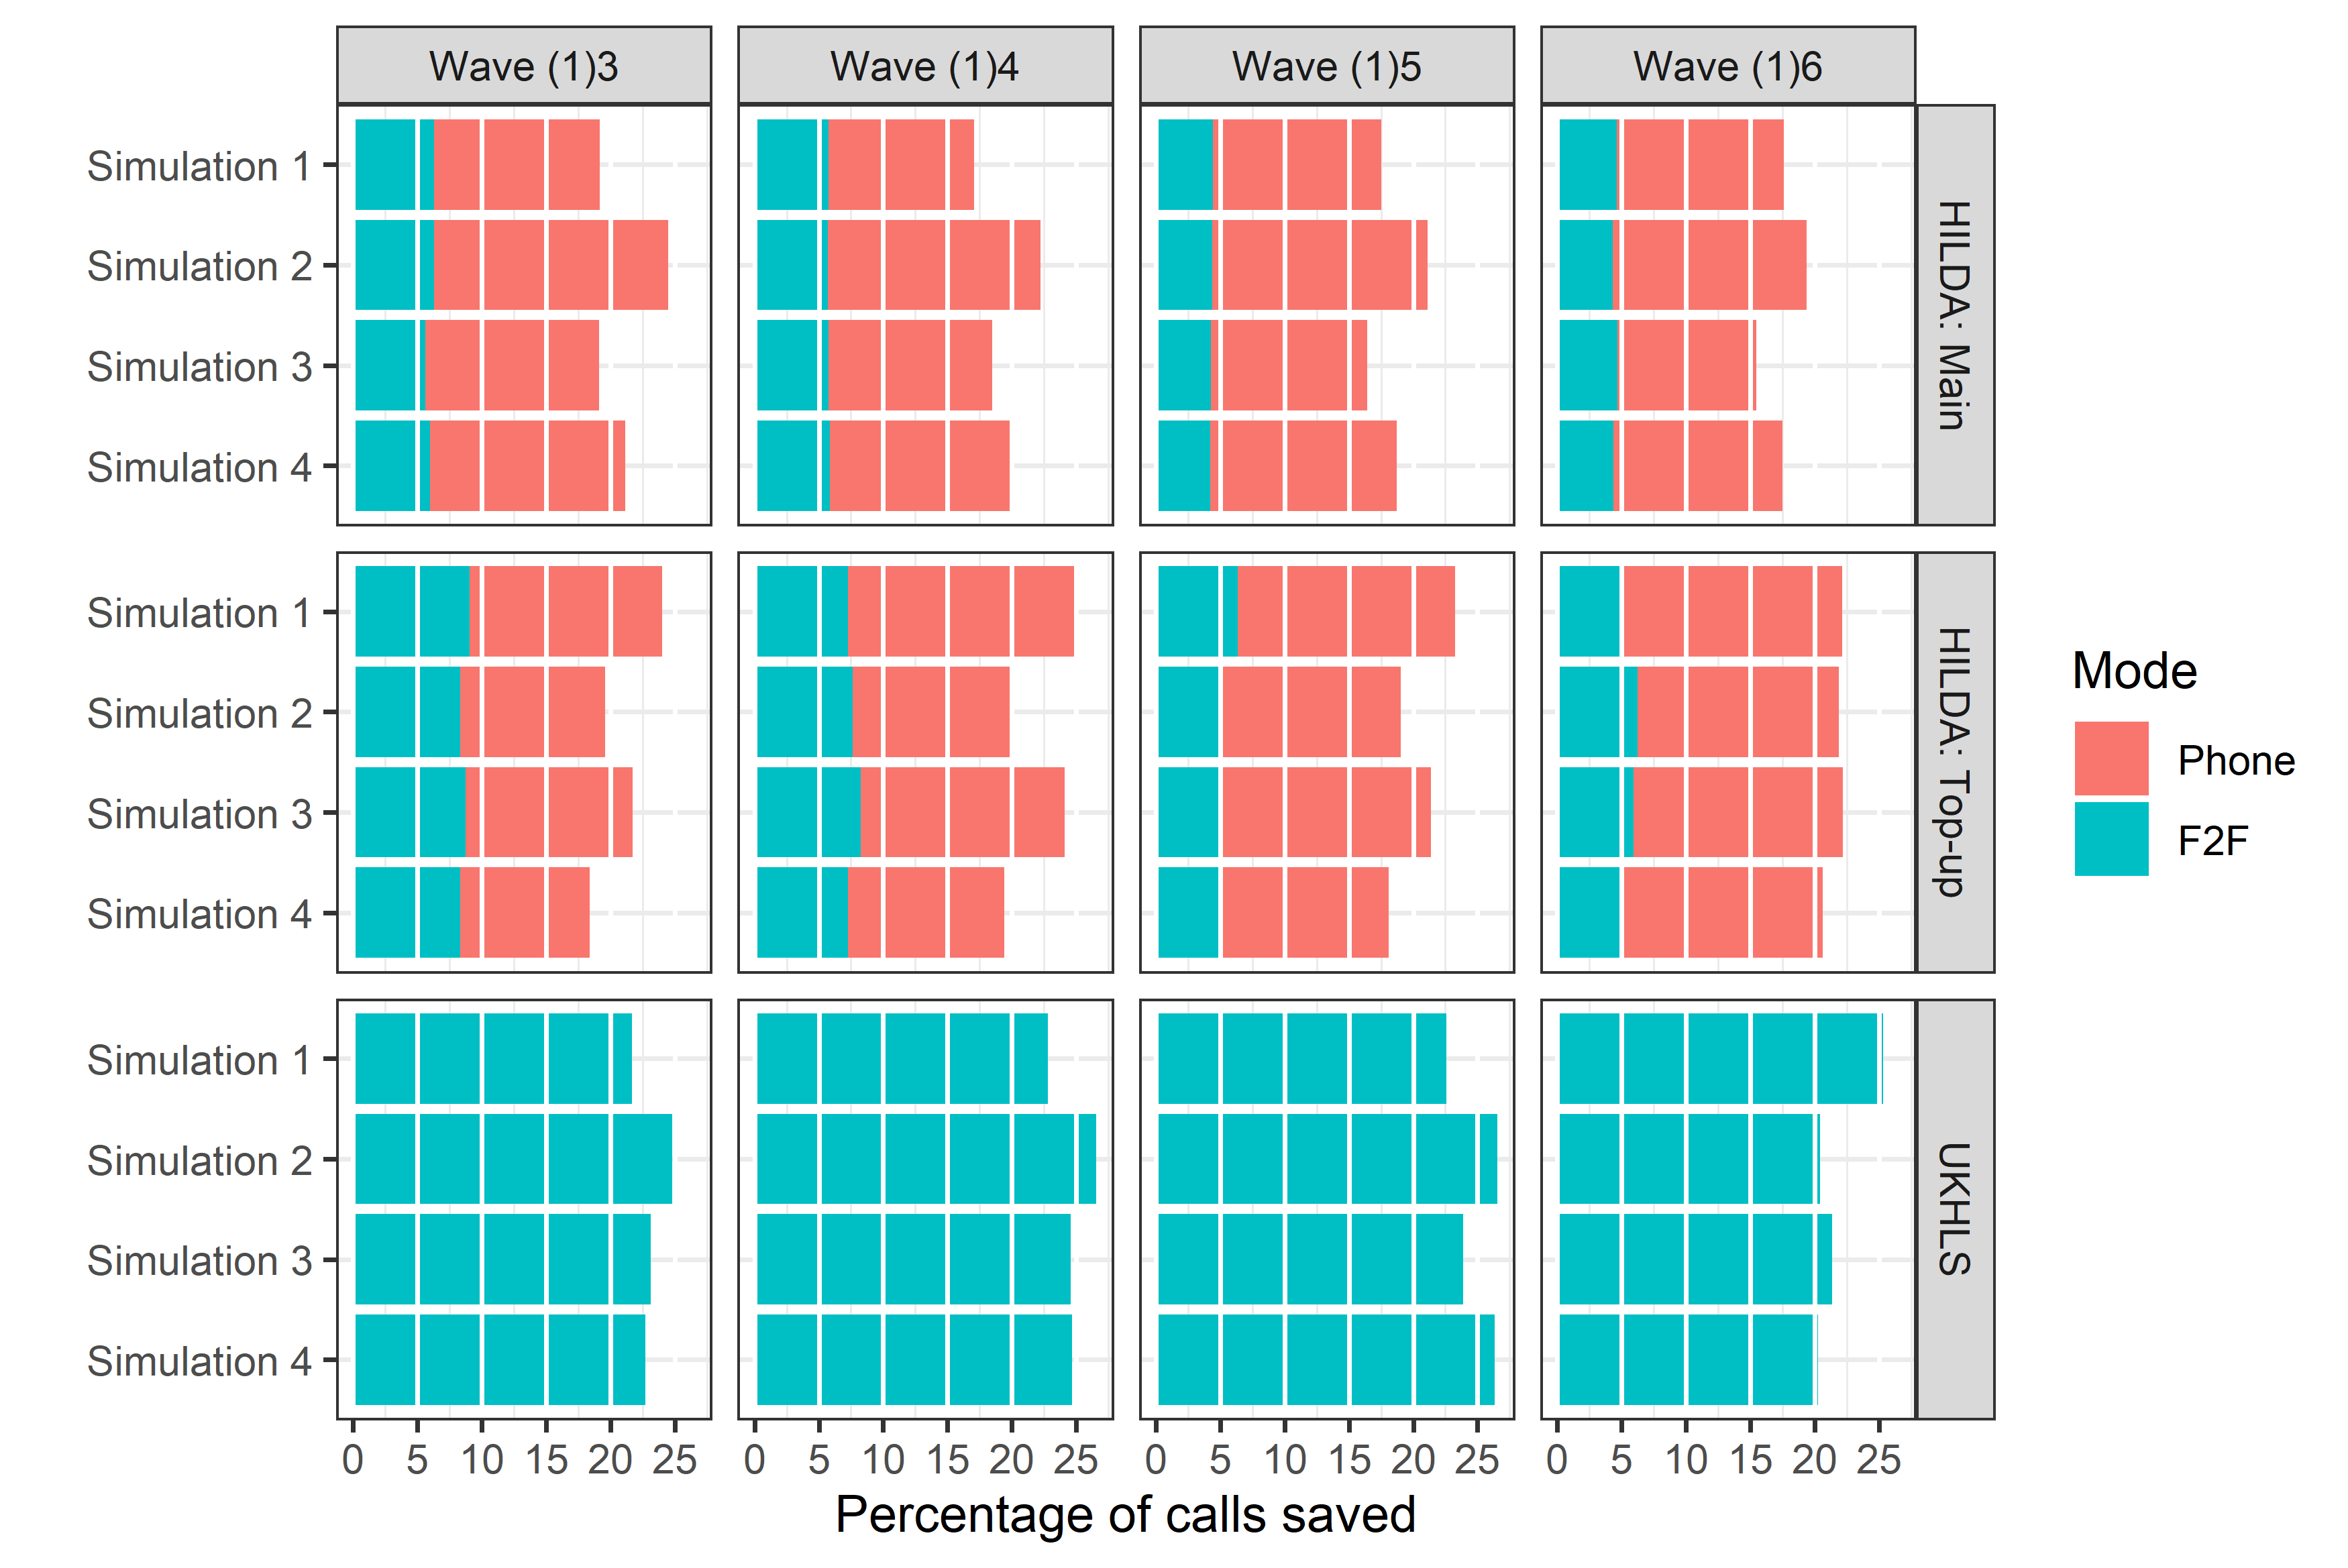 Wave (1)3
Wave (1)4
Wave (1)5
Wave (1)6
Simulation 1
Simulation 2
Simulation 3
Simulation 4
HILDA: Main
Simulation 1
Simulation 2
Simulation 3
Simulation 4
HILDA: Top-up
Simulation 1
Simulation 2
Simulation 3
Simulation 4
UKHLS
0 5 10 15 20 25
0 5 10 15 20 25
0 5 10 15 20 25
0 5 10 15 20 25
Percentage of calls saved
Mode
Phone
F2F